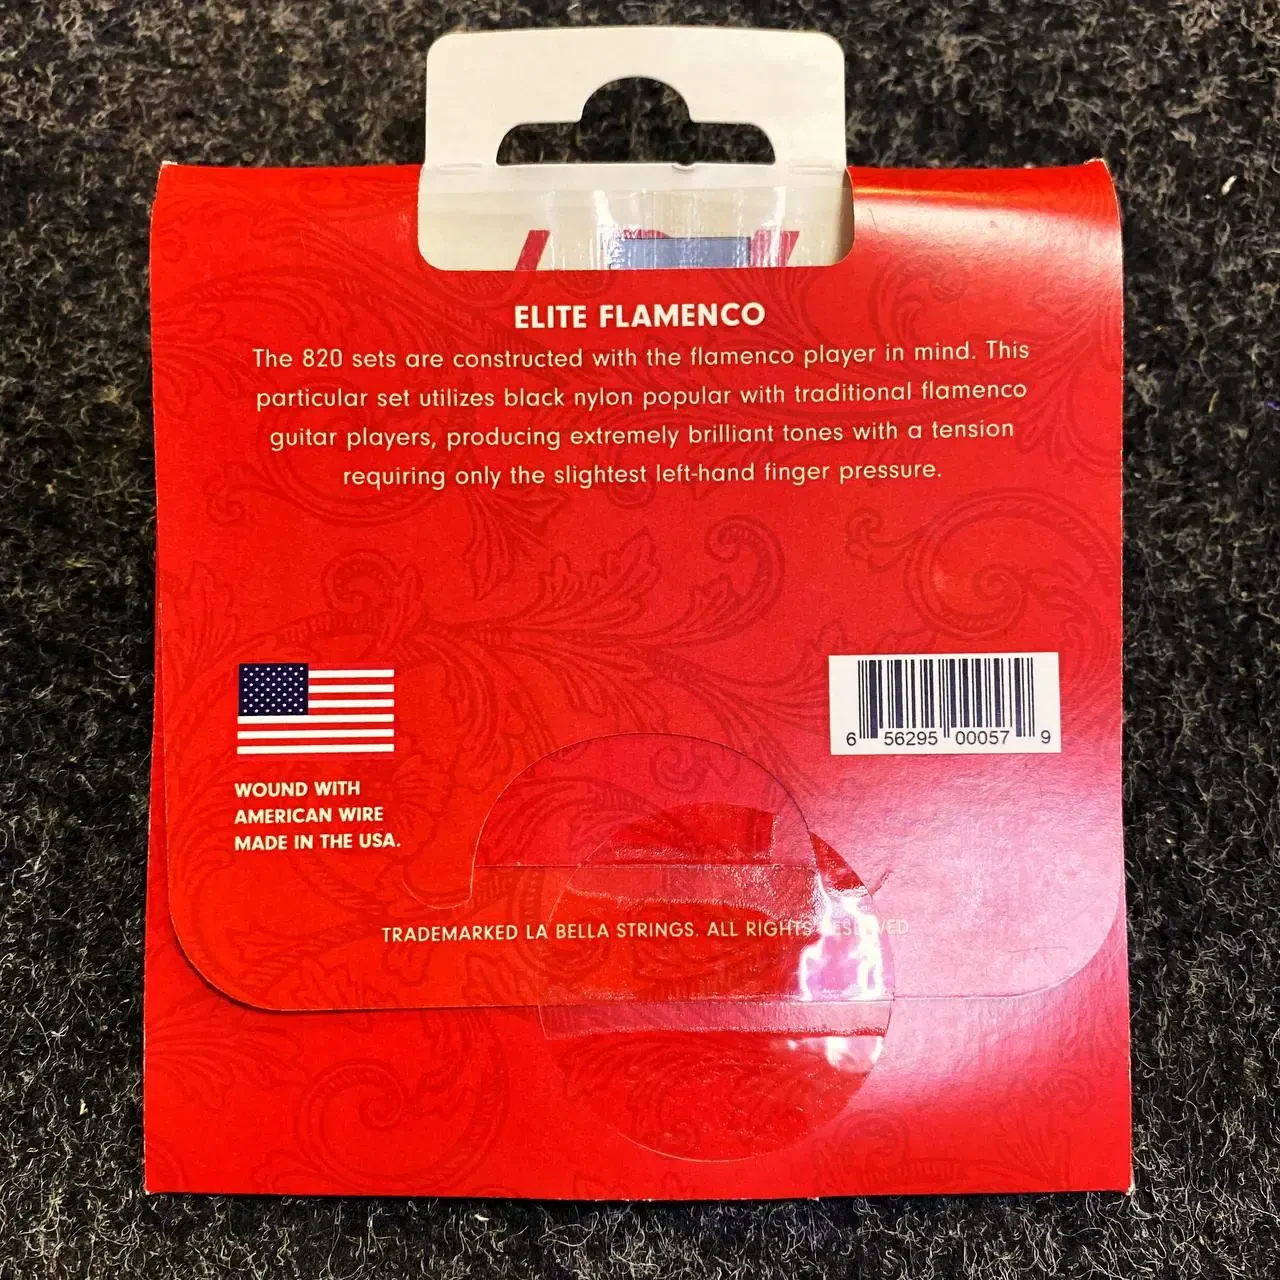 ELITE FLAMENCO
The 820 sets are constructed with the flamenco player in mind. This
particular set utilizes black nylon popular with traditional flamenco
guitar players, producing extremely brilliant tones with a tension
requiring only the slightest left-hand finger pressure.
6 56295 00057 9
WOUND WITH
AMERICAN WIRE
MADE IN THE USA.
TRADEMARKED LA BELLA STRINGS. ALL RIGHTS RESERVED